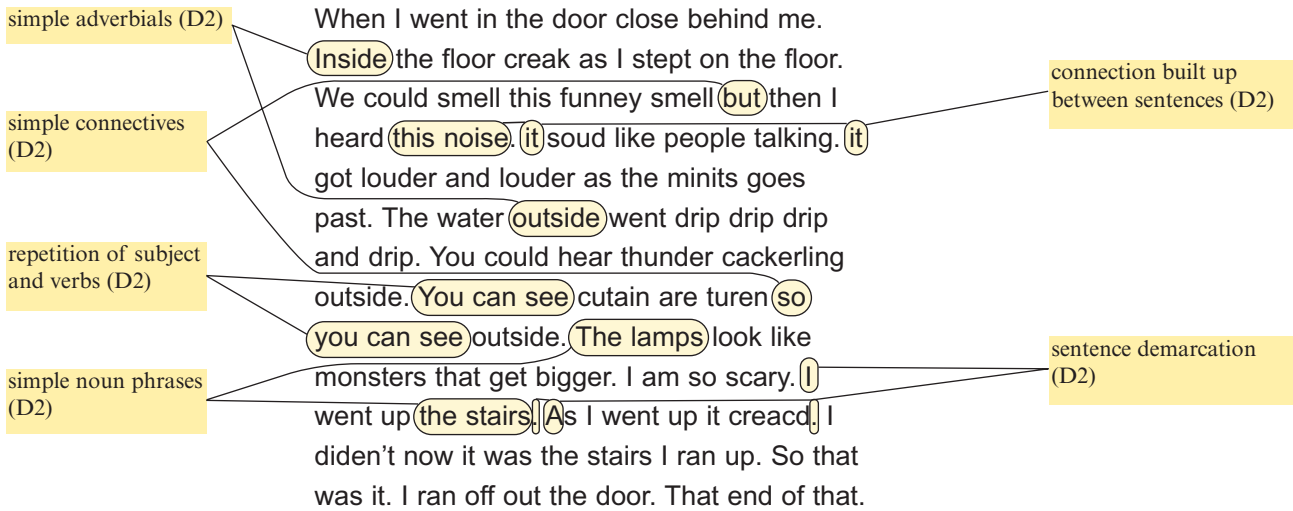 simple adverbials (D2)
simple connectives
(D2)
repetition of subject
and verbs (D2)
simple noun phrases
(D2)
When I went in the door close behind me.
Inside the floor creak as I stept on the floor.
We could smell this funney smell but then I
heard this noise. it soud like people talking. it
got louder and louder as the minits goes
past. The water outside went drip drip drip
and drip. You could hear thunder cackerling
outside. You can see cutain are turen so
you can see outside. The lamps look like
monsters that get bigger. I am so scary. I
went up the stairs. As I went up it creacd. I
diden't now it was the stairs I ran up. So that
was it. I ran off out the door. That end of that.
connection built up
between sentences (D2)
sentence demarcation
(D2)